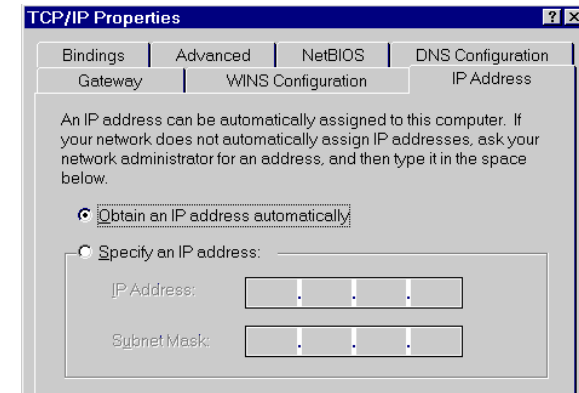 TCP/IP Properties
Bindings Advanced NetBIOS DNS Configuration
Gateway WINS Configuration IP Address
An IP address can be automatically assigned to this computer. If
your network does not automatically assign IP addresses, ask your
network administrator for an address, and then type it in the space
below.
Obtain an IP address automatically
Specify an IP address:
IP Address:
Subnet Mask: